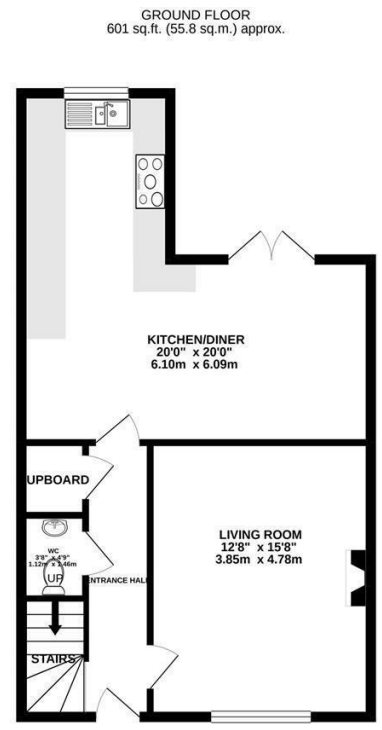 GROUND FLOOR
601 sq.ft. (55.8 sq.m.) approx.
KITCHEN/DINER
20'0" x 20'0"
6.10m x 6.09m
UPBOARD
LIVING ROOM
12'8" x 15'8"
3.85m x 4.78m
WC
3'8" x 4'9"
1.12m x 1.46m
UP
ENTRANCE HALL
STAIRS